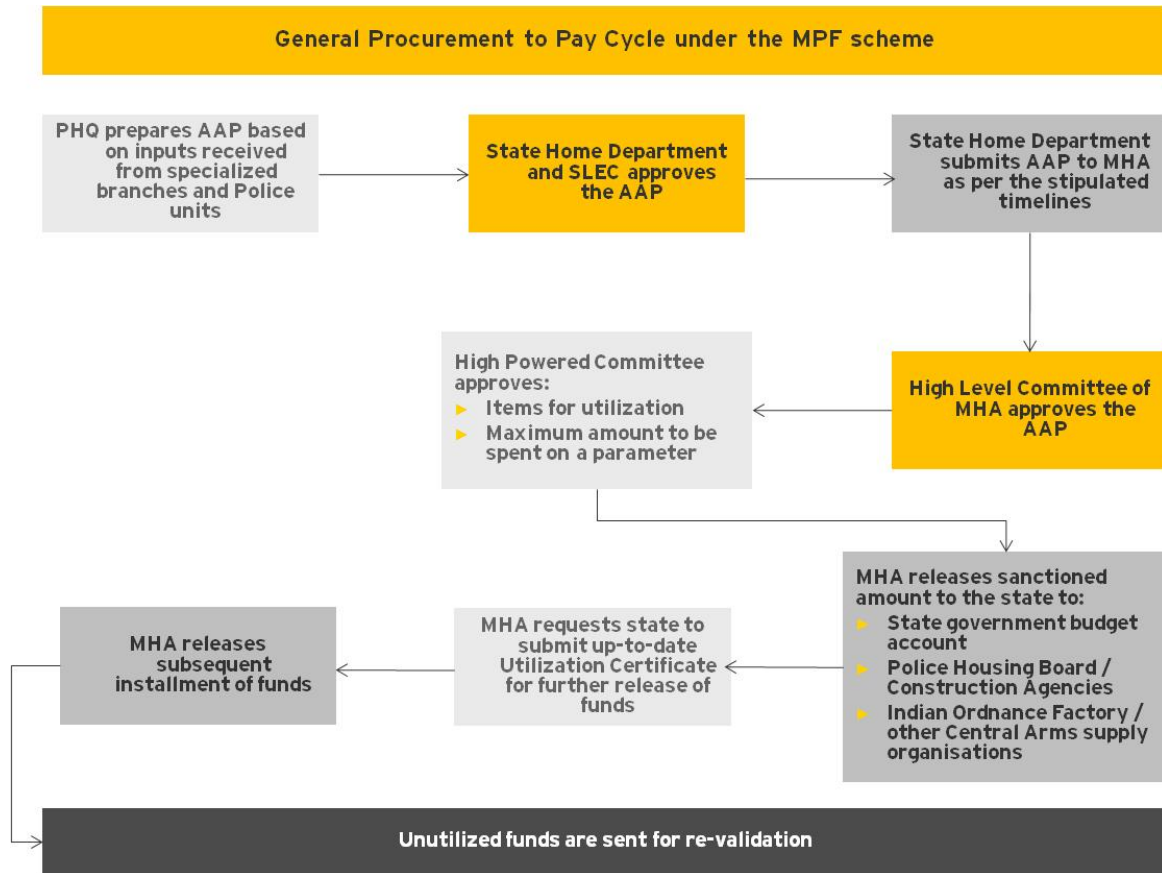 General Procurement to Pay Cycle under the MPF scheme
PHQ prepares AAP based
on inputs received
from specialized
branches and Police
units
State Home Department
and SLEC approves
the AAP
State Home Department
submits AAP to MHA
as per the stipulated
timelines
High Powered Committee
approves:
► Items for utilization
► Maximum amount to be
spent on a parameter
High Level Committee of
MHA approves the
AAP
MHA releases sanctioned
amount to the state to:
► State government budget
account
► Police Housing Board /
Construction Agencies
► Indian Ordnance Factory /
other Central Arms supply
organisations
MHA requests state to
submit up-to-date
Utilization Certificate
for further release of
funds
MHA releases
subsequent
installment of funds
Unutilized funds are sent for re-validation